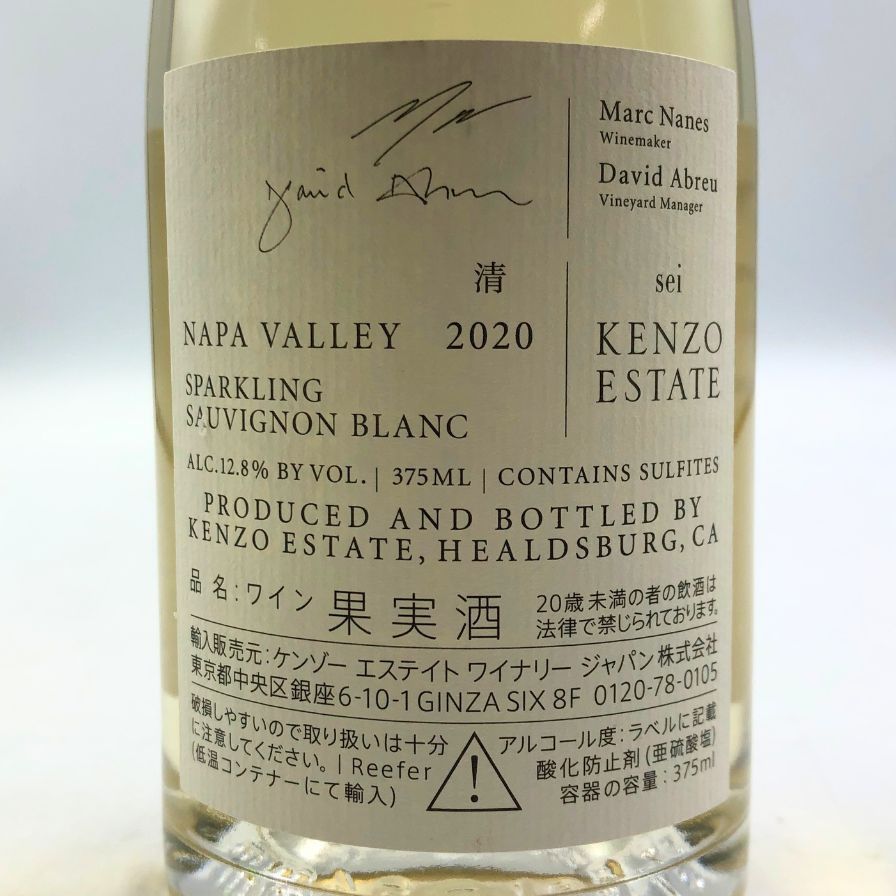 David Abreu
Marc Nanes
Winemaker
David Abreu
Vineyard Manager
清
sei
NAPA VALLEY 2020
KENZO
ESTATE
SPARKLING
SAUVIGNON BLANC
ALC.12.8% BY VOL. | 375ML | CONTAINS SULFITES
PRODUCED AND BOTTLED BY
KENZO ESTATE, HEALDSBURG, CA
品 名：ワイン 果実酒
20歳未満の者の飲酒は
法律で禁じられております。
輸入販売元：ケンゾー エステイト ワイナリー ジャパン株式会社
東京都中央区銀座6-10-1 GINZA SIX 8F 0120-78-0105
破損しやすいので取り扱いは十分
に注意してください。 | Reefer
(低温コンテナーにて輸入)
!
アルコール度：ラベルに記載
酸化防止剤(亜硫酸塩)
容器の容量：375ml